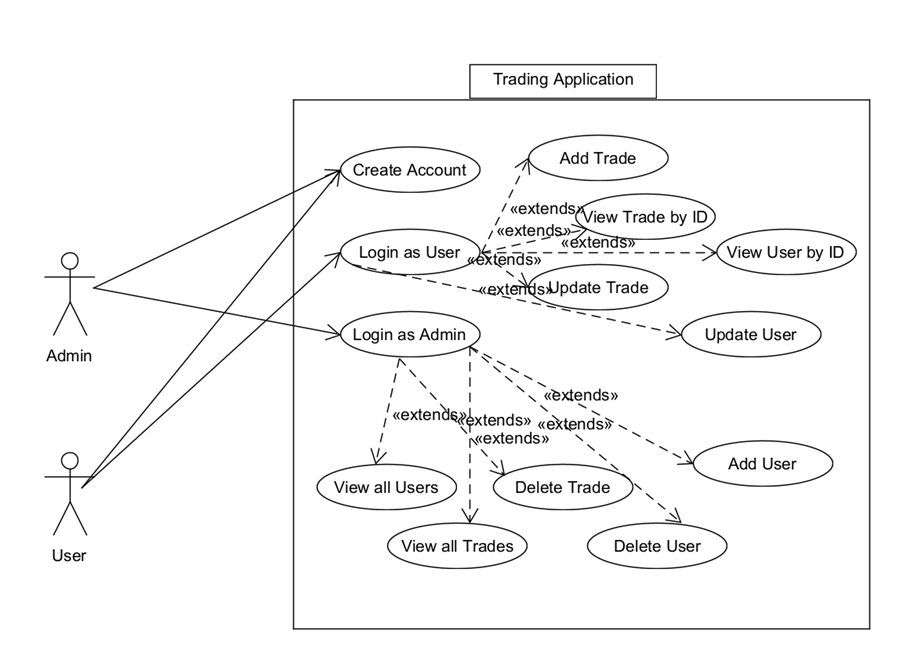 Trading Application
Create Account
Add Trade
«extends»
View Trade by ID
«extends»
«extends»
Login as User
View User by ID
«extends»
«extends»
Update Trade
Login as Admin
Update User
Admin
«extends»
«extends»
«extends»
«extends»
«extends»
Add User
View all Users
Delete Trade
View all Trades
Delete User
User